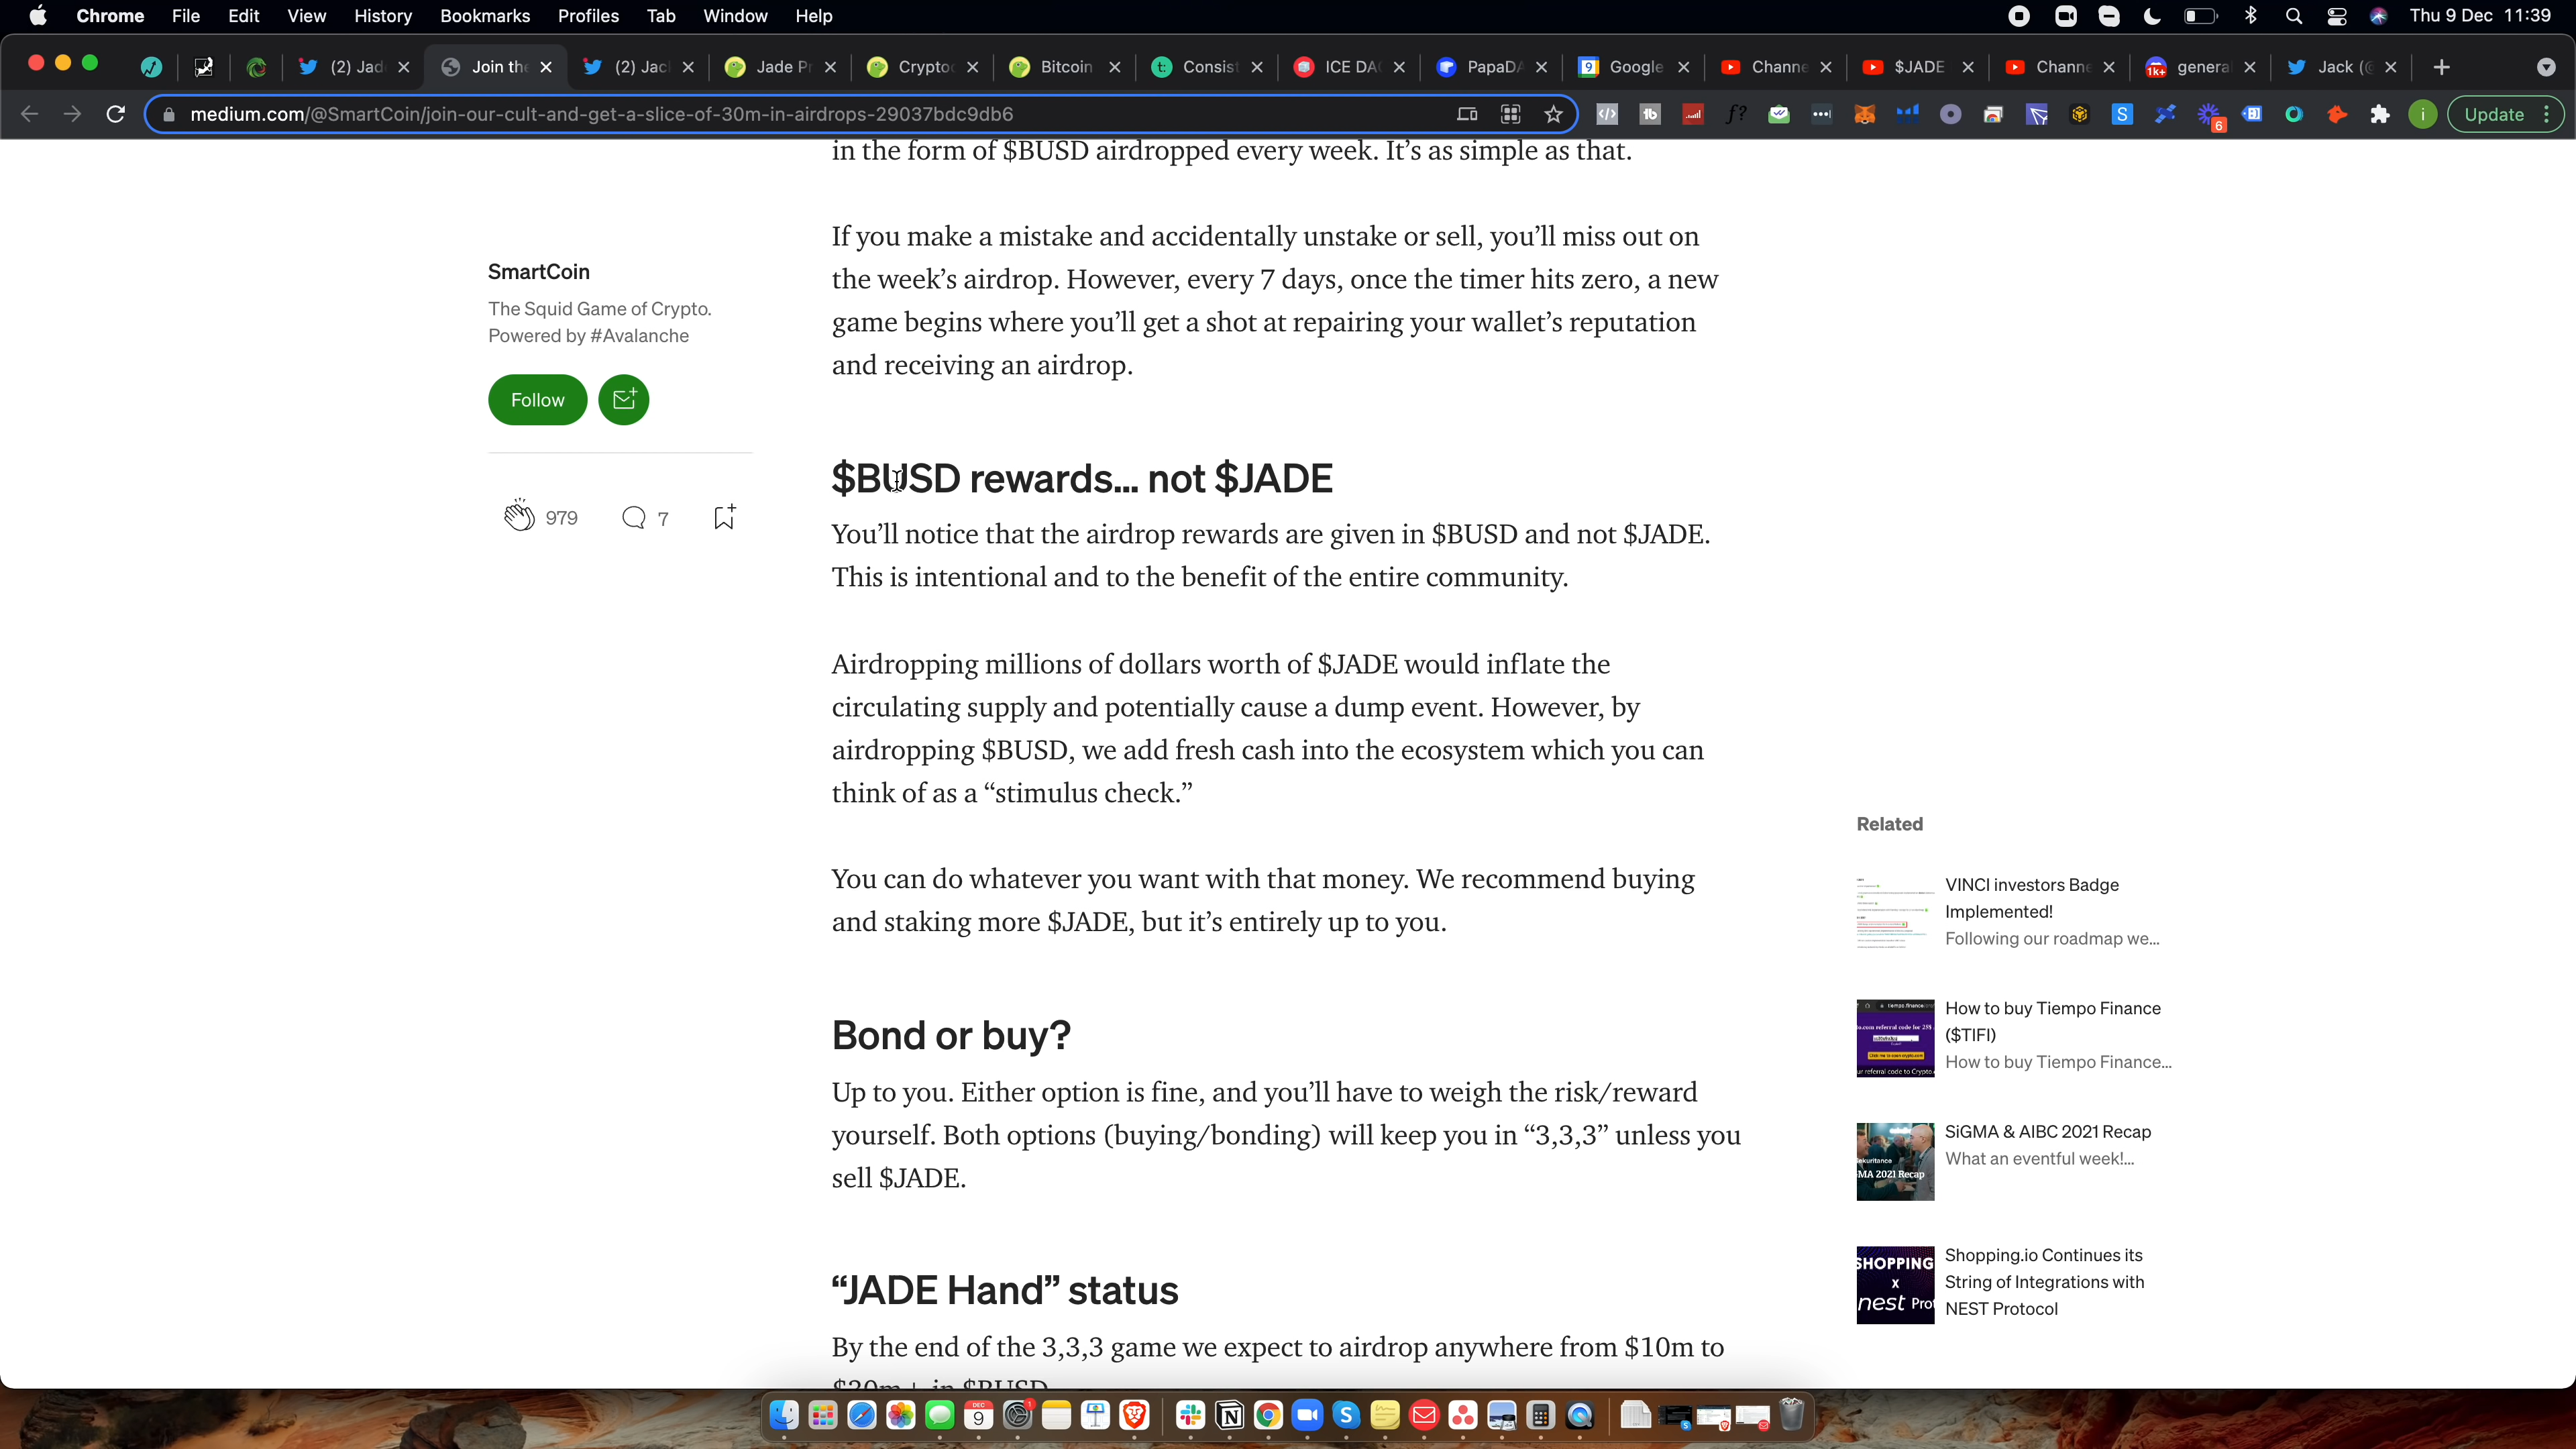 Chrome File Edit View History Bookmarks Profiles Tab Window Help Thu 9 Dec 11:39
(2) Jad Join the (2) Jac Jade Pr Crypto Bitcoin Consist ICE DA PapaDA Google Channe $JADE Channe general Jack (@
medium.com/@SmartCoin/join-our-cult-and-get-a-slice-of-30m-in-airdrops-29037bdc9db6 Update
in the form of $BUSD airdropped every week. It’s as simple as that.
If you make a mistake and accidentally unstake or sell, you’ll miss out on
the week’s airdrop. However, every 7 days, once the timer hits zero, a new
game begins where you’ll get a shot at repairing your wallet’s reputation
and receiving an airdrop.
SmartCoin
The Squid Game of Crypto.
Powered by #Avalanche
Follow
979 7
$BUSD rewards... not $JADE
You’ll notice that the airdrop rewards are given in $BUSD and not $JADE.
This is intentional and to the benefit of the entire community.
Airdropping millions of dollars worth of $JADE would inflate the
circulating supply and potentially cause a dump event. However, by
airdropping $BUSD, we add fresh cash into the ecosystem which you can
think of as a “stimulus check.”
You can do whatever you want with that money. We recommend buying
and staking more $JADE, but it’s entirely up to you.
Bond or buy?
Up to you. Either option is fine, and you’ll have to weigh the risk/reward
yourself. Both options (buying/bonding) will keep you in “3,3,3” unless you
sell $JADE.
“JADE Hand” status
By the end of the 3,3,3 game we expect to airdrop anywhere from $10m to
Related
VINCI investors Badge
Implemented!
Following our roadmap we...
How to buy Tiempo Finance
($TIFI)
How to buy Tiempo Finance...
SiGMA & AIBC 2021 Recap
What an eventful week!...
Shopping.io Continues its
String of Integrations with
NEST Protocol
SHOPPING
x
nest Pro